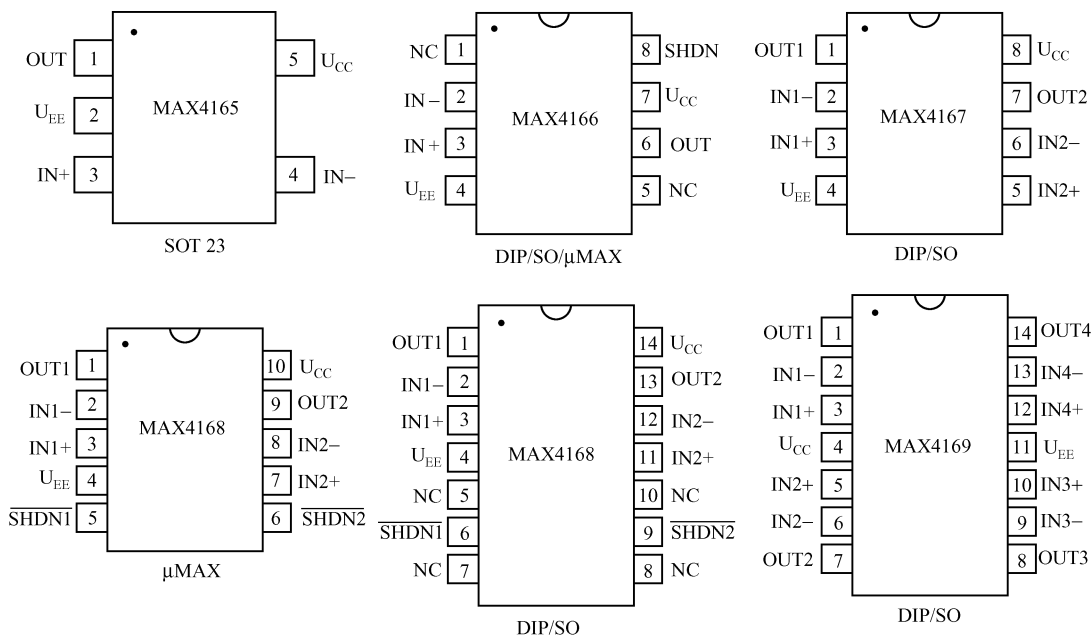 OUT 1 MAX4165 5 U_CC
U_EE 2
IN+ 3 4 IN−
SOT 23
NC 1 MAX4166 8 SHDN
IN− 2 7 U_CC
IN+ 3 6 OUT
U_EE 4 5 NC
DIP/SO/μMAX
OUT1 1 MAX4167 8 U_CC
IN1− 2 7 OUT2
IN1+ 3 6 IN2−
U_EE 4 5 IN2+
DIP/SO
OUT1 1 MAX4168 10 U_CC
IN1− 2 9 OUT2
IN1+ 3 8 IN2−
U_EE 4 7 IN2+
SHDN1 5 6 SHDN2
μMAX
OUT1 1 MAX4168 14 U_CC
IN1− 2 13 OUT2
IN1+ 3 12 IN2−
U_EE 4 11 IN2+
NC 5 10 NC
SHDN1 6 9 SHDN2
NC 7 8 NC
DIP/SO
OUT1 1 MAX4169 14 OUT4
IN1− 2 13 IN4−
IN1+ 3 12 IN4+
U_CC 4 11 U_EE
IN2+ 5 10 IN3+
IN2− 6 9 IN3−
OUT2 7 8 OUT3
DIP/SO